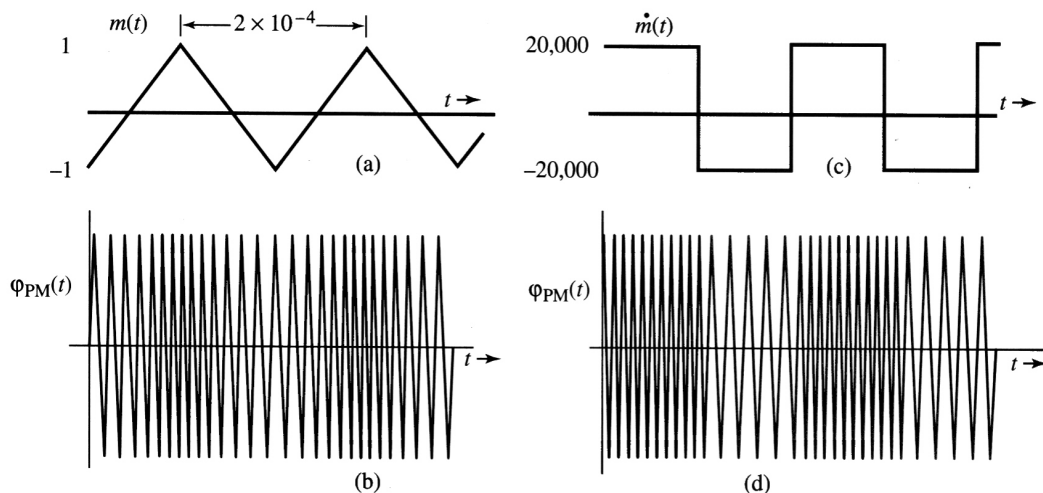 m(t)
2 × 10⁻⁴
1
t →
−1
(a)
ṁ(t)
20,000
t →
−20,000
(c)
φPM(t)
t →
(b)
φPM(t)
t →
(d)